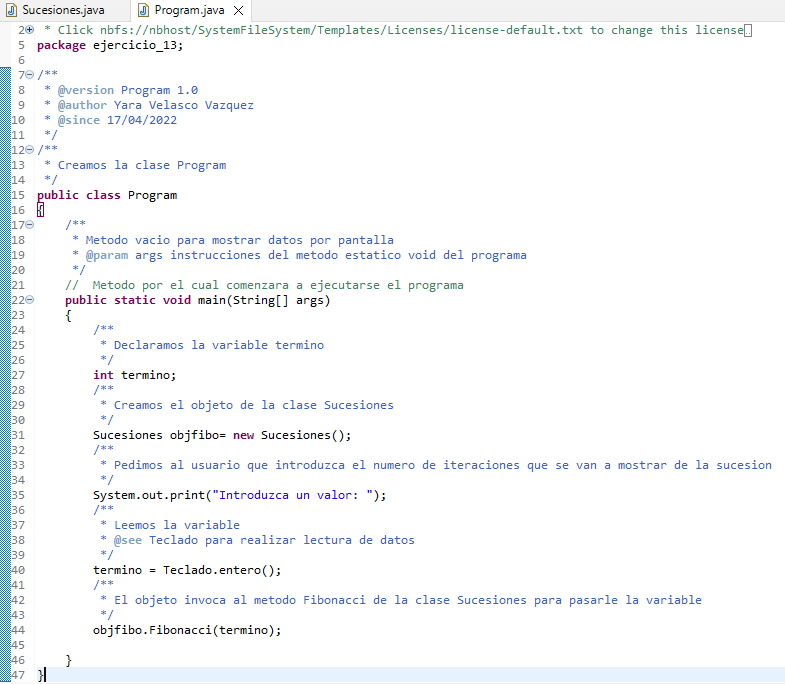 Sucesiones.java Program.java
2 * Click nbfs://nbhost/SystemFileSystem/Templates/Licenses/license-default.txt to change this license
5 package ejercicio_13;
6
7 /**
8 * @version Program 1.0
9 * @author Yara Velasco Vazquez
10 * @since 17/04/2022
11 */
12 /**
13 * Creamos la clase Program
14 */
15 public class Program
16 {
17 /**
18 * Metodo vacio para mostrar datos por pantalla
19 * @param args instrucciones del metodo estatico void del programa
20 */
21 // Metodo por el cual comenzara a ejecutarse el programa
22 public static void main(String[] args)
23 {
24 /**
25 * Declaramos la variable termino
26 */
27 int termino;
28 /**
29 * Creamos el objeto de la clase Sucesiones
30 */
31 Sucesiones objfibo= new Sucesiones();
32 /**
33 * Pedimos al usuario que introduzca el numero de iteraciones que se van a mostrar de la sucesion
34 */
35 System.out.print("Introduzca un valor: ");
36 /**
37 * Leemos la variable
38 * @see Teclado para realizar lectura de datos
39 */
40 termino = Teclado.entero();
41 /**
42 * El objeto invoca al metodo Fibonacci de la clase Sucesiones para pasarle la variable
43 */
44 objfibo.Fibonacci(termino);
45
46 }
47 }